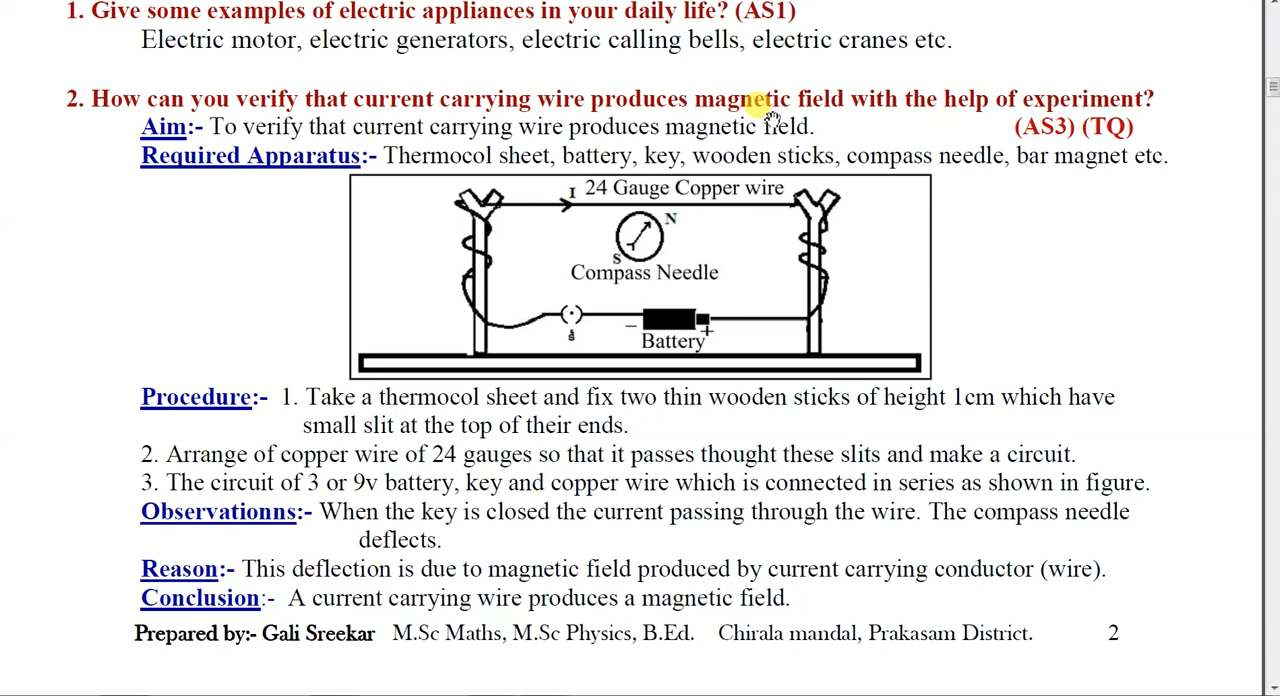 1. Give some examples of electric appliances in your daily life? (AS1)
Electric motor, electric generators, electric calling bells, electric cranes etc.
2. How can you verify that current carrying wire produces magnetic field with the help of experiment?
Aim:- To verify that current carrying wire produces magnetic field. (AS3) (TQ)
Required Apparatus:- Thermocol sheet, battery, key, wooden sticks, compass needle, bar magnet etc.
I 24 Gauge Copper wire
N
S
Compass Needle
− +
Battery
Procedure:- 1. Take a thermocol sheet and fix two thin wooden sticks of height 1cm which have
small slit at the top of their ends.
2. Arrange of copper wire of 24 gauges so that it passes thought these slits and make a circuit.
3. The circuit of 3 or 9v battery, key and copper wire which is connected in series as shown in figure.
Observationns:- When the key is closed the current passing through the wire. The compass needle
deflects.
Reason:- This deflection is due to magnetic field produced by current carrying conductor (wire).
Conclusion:- A current carrying wire produces a magnetic field.
Prepared by:- Gali Sreekar M.Sc Maths, M.Sc Physics, B.Ed. Chirala mandal, Prakasam District. 2